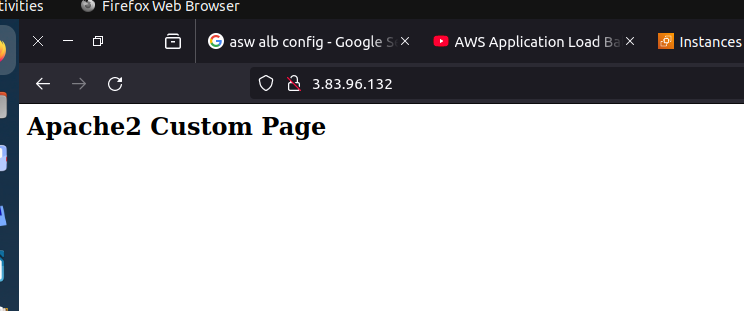 tivities Firefox Web Browser
asw alb config - Google S AWS Application Load Ba Instances
3.83.96.132
Apache2 Custom Page